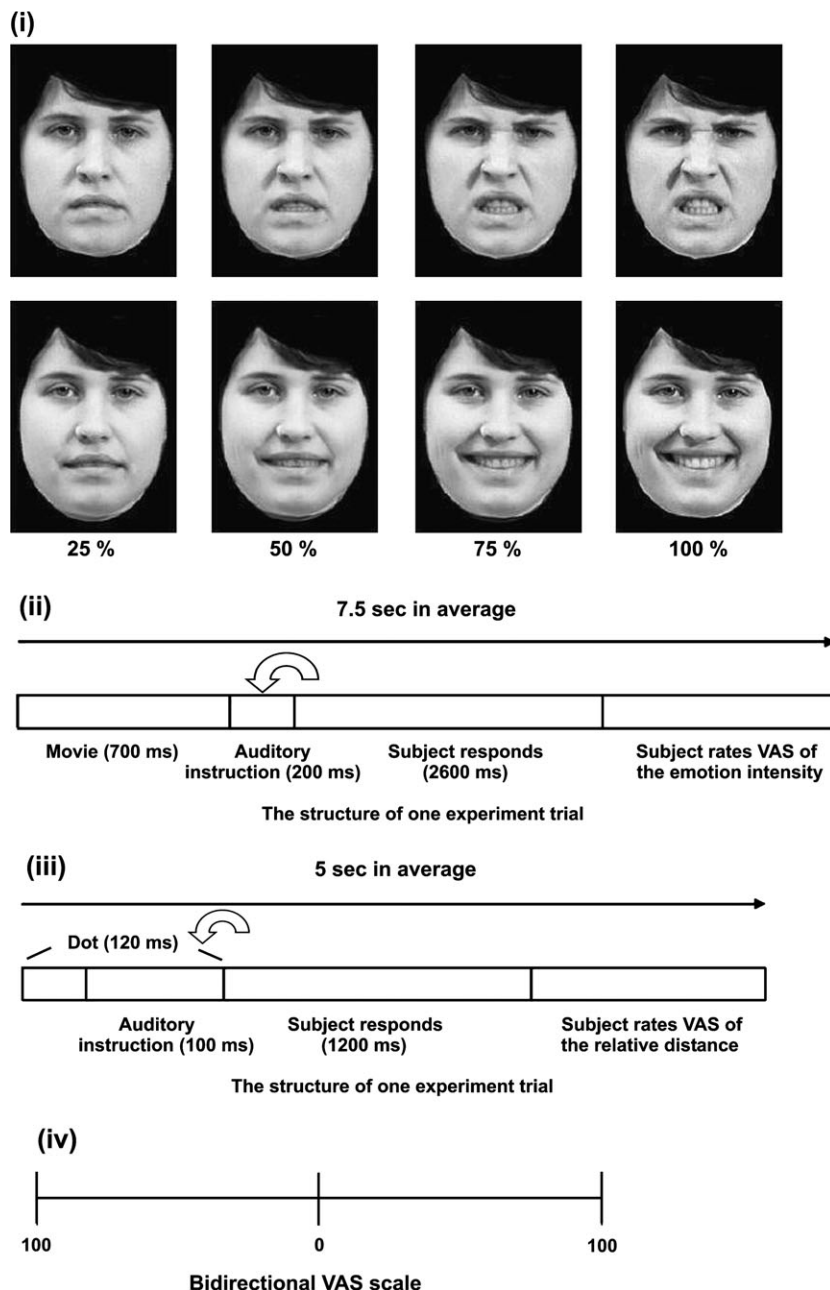 (i)
25 % 50 % 75 % 100 %
(ii)
7.5 sec in average
Movie (700 ms) Auditory instruction (200 ms) Subject responds (2600 ms) Subject rates VAS of the emotion intensity
The structure of one experiment trial
(iii)
5 sec in average
Dot (120 ms)
Auditory instruction (100 ms) Subject responds (1200 ms) Subject rates VAS of the relative distance
The structure of one experiment trial
(iv)
100 0 100
Bidirectional VAS scale